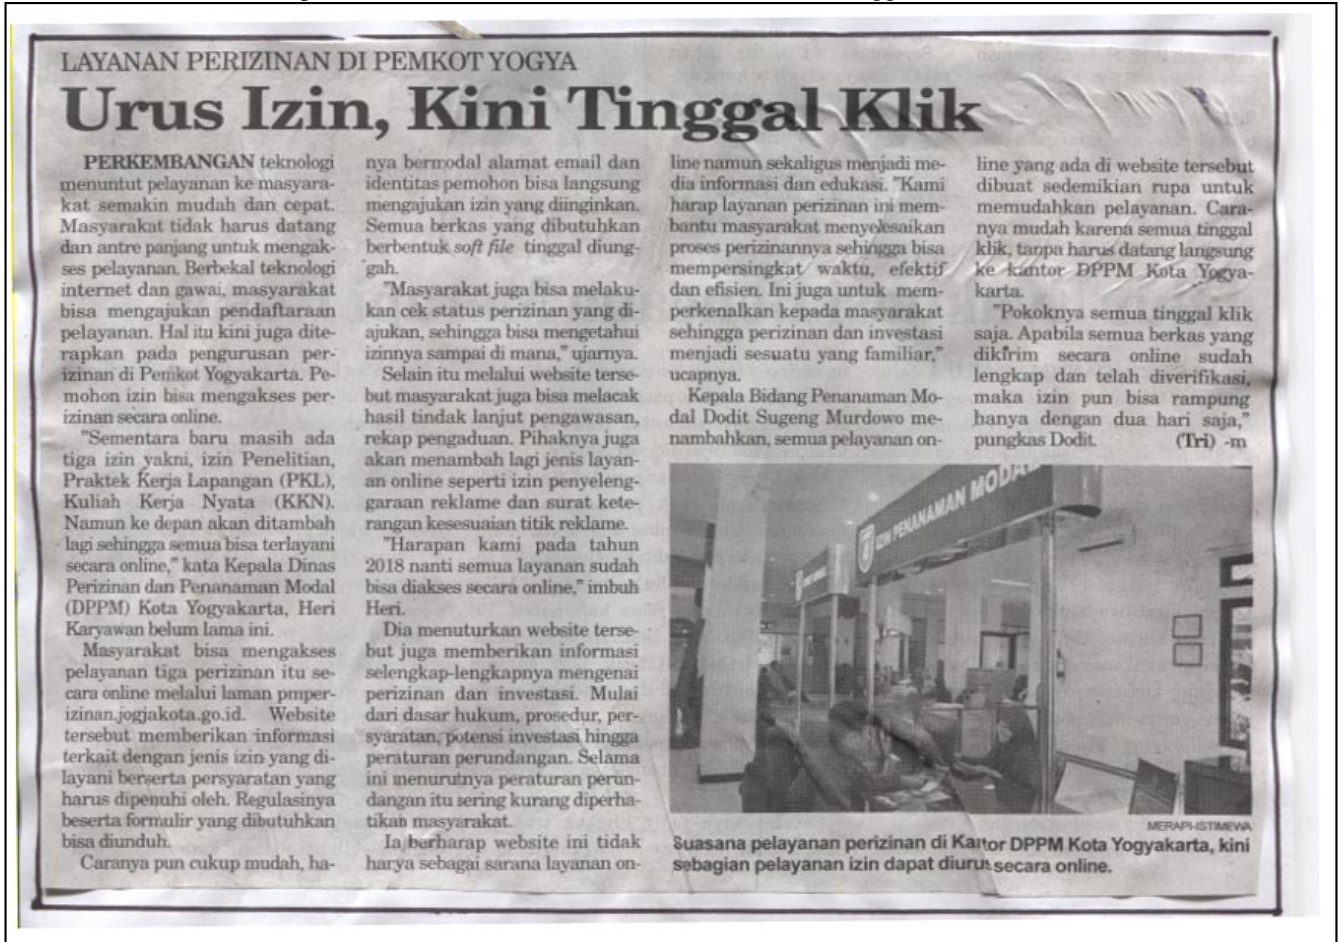 LAYANAN PERIZINAN DI PEMKOT YOGYA
Urus Izin, Kini Tinggal Klik
PERKEMBANGAN teknologi
menuntut pelayanan ke masyara-
kat semakin mudah dan cepat.
Masyarakat tidak harus datang
dan antre panjang untuk mengak-
ses pelayanan. Berbekal teknologi
internet dan gawai, masyarakat
bisa mengajukan pendaftaraan
pelayanan. Hal itu kini juga dite-
rapkan pada pengurusan per-
izinan di Pemkot Yogyakarta. Pe-
mohon izin bisa mengakses per-
izinan secara online.
"Sementara baru masih ada
tiga izin yakni, izin Penelitian,
Praktek Kerja Lapangan (PKL),
Kuliah Kerja Nyata (KKN).
Namun ke depan akan ditambah
lagi sehingga semua bisa terlayani
secara online," kata Kepala Dinas
Perizinan dan Penanaman Modal
(DPPM) Kota Yogyakarta, Heri
Karyawan belum lama ini.
Masyarakat bisa mengakses
pelayanan tiga perizinan itu se-
cara online melalui laman pmper-
izinan.jogjakota.go.id. Website
tersebut memberikan informasi
terkait dengan jenis izin yang di-
layani berserta persyaratan yang
harus dipenuhi oleh. Regulasinya
beserta formulir yang dibutuhkan
bisa diunduh.
Caranya pun cukup mudah, ha-
nya bermodal alamat email dan
identitas pemohon bisa langsung
mengajukan izin yang diinginkan.
Semua berkas yang dibutuhkan
berbentuk soft file tinggal diung-
gah.
"Masyarakat juga bisa melaku-
kan cek status perizinan yang di-
ajukan, sehingga bisa mengetahui
izinnya sampai di mana," ujarnya.
Selain itu melalui website terse-
but masyarakat juga bisa melacak
hasil tindak lanjut pengawasan,
rekap pengaduan. Pihaknya juga
akan menambah lagi jenis layan-
an online seperti izin penyeleng-
garaan reklame dan surat kete-
rangan kesesuaian titik reklame.
"Harapan kami pada tahun
2018 nanti semua layanan sudah
bisa diakses secara online," imbuh
Heri.
Dia menuturkan website terse-
but juga memberikan informasi
selengkap-lengkapnya mengenai
perizinan dan investasi. Mulai
dari dasar hukum, prosedur, per-
syaratan, potensi investasi hingga
peraturan perundangan. Selama
ini menurutnya peraturan perun-
dangan itu sering kurang diperha-
tikan masyarakat.
Ia berharap website ini tidak
hanya sebagai sarana layanan on-
line namun sekaligus menjadi me-
dia informasi dan edukasi. "Kami
harap layanan perizinan ini mem-
bantu masyarakat menyelesaikan
proses perizinannya sehingga bisa
mempersingkat waktu, efektif
dan efisien. Ini juga untuk mem-
perkenalkan kepada masyarakat
sehingga perizinan dan investasi
menjadi sesuatu yang familiar,"
ucapnya.
Kepala Bidang Penanaman Mo-
dal Dodit Sugeng Murdowo me-
nambahkan, semua pelayanan on-
line yang ada di website tersebut
dibuat sedemikian rupa untuk
memudahkan pelayanan. Cara-
nya mudah karena semua tinggal
klik, tanpa harus datang langsung
ke kantor DPPM Kota Yogya-
karta.
"Pokoknya semua tinggal klik
saja. Apabila semua berkas yang
dikirim secara online sudah
lengkap dan telah diverifikasi,
maka izin pun bisa rampung
hanya dengan dua hari saja,"
pungkas Dodit. (Tri) -m
IZIN PENANAMAN MODAL
MERAPI-ISTIMEWA
Suasana pelayanan perizinan di Kantor DPPM Kota Yogyakarta, kini
sebagian pelayanan izin dapat diurus secara online.